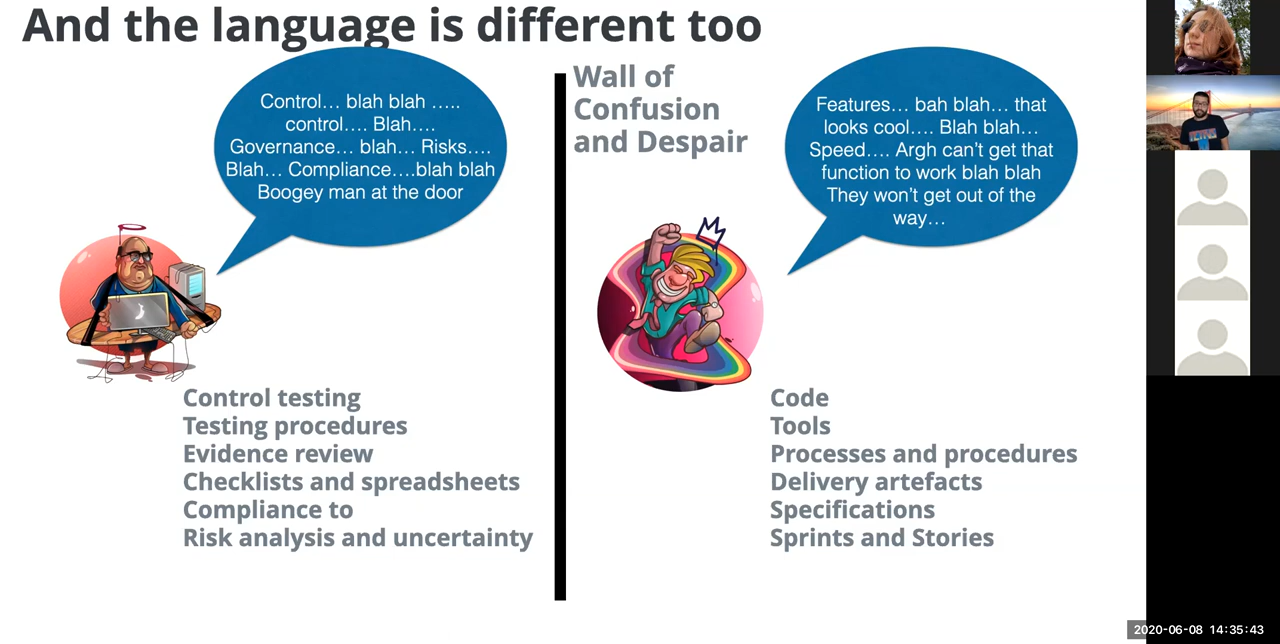 And the language is different too
Control… blah blah …..
control…. Blah….
Governance… blah… Risks….
Blah… Compliance….blah blah
Boogey man at the door
Wall of
Confusion
and Despair
Features… bah blah… that
looks cool…. Blah blah…
Speed…. Argh can’t get that
function to work blah blah
They won’t get out of the
way…
Control testing
Testing procedures
Evidence review
Checklists and spreadsheets
Compliance to
Risk analysis and uncertainty
Code
Tools
Processes and procedures
Delivery artefacts
Specifications
Sprints and Stories
2020-06-08 14:35:43